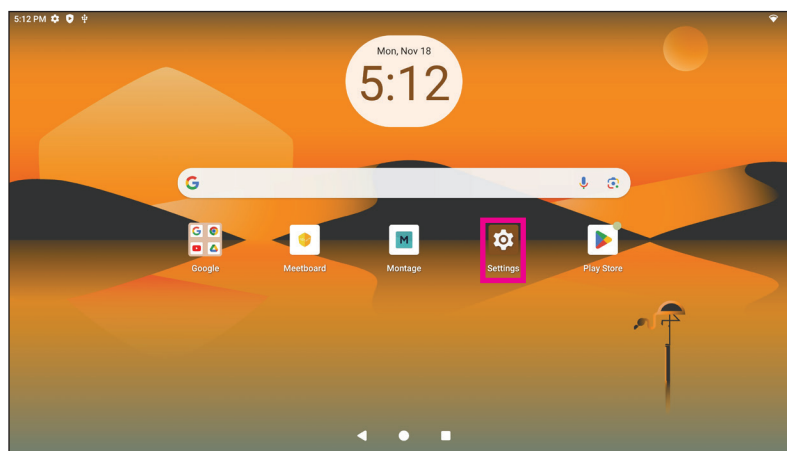 5:12 PM
Mon, Nov 18
5:12
Google
Meetboard
M
Montage
Settings
Play Store